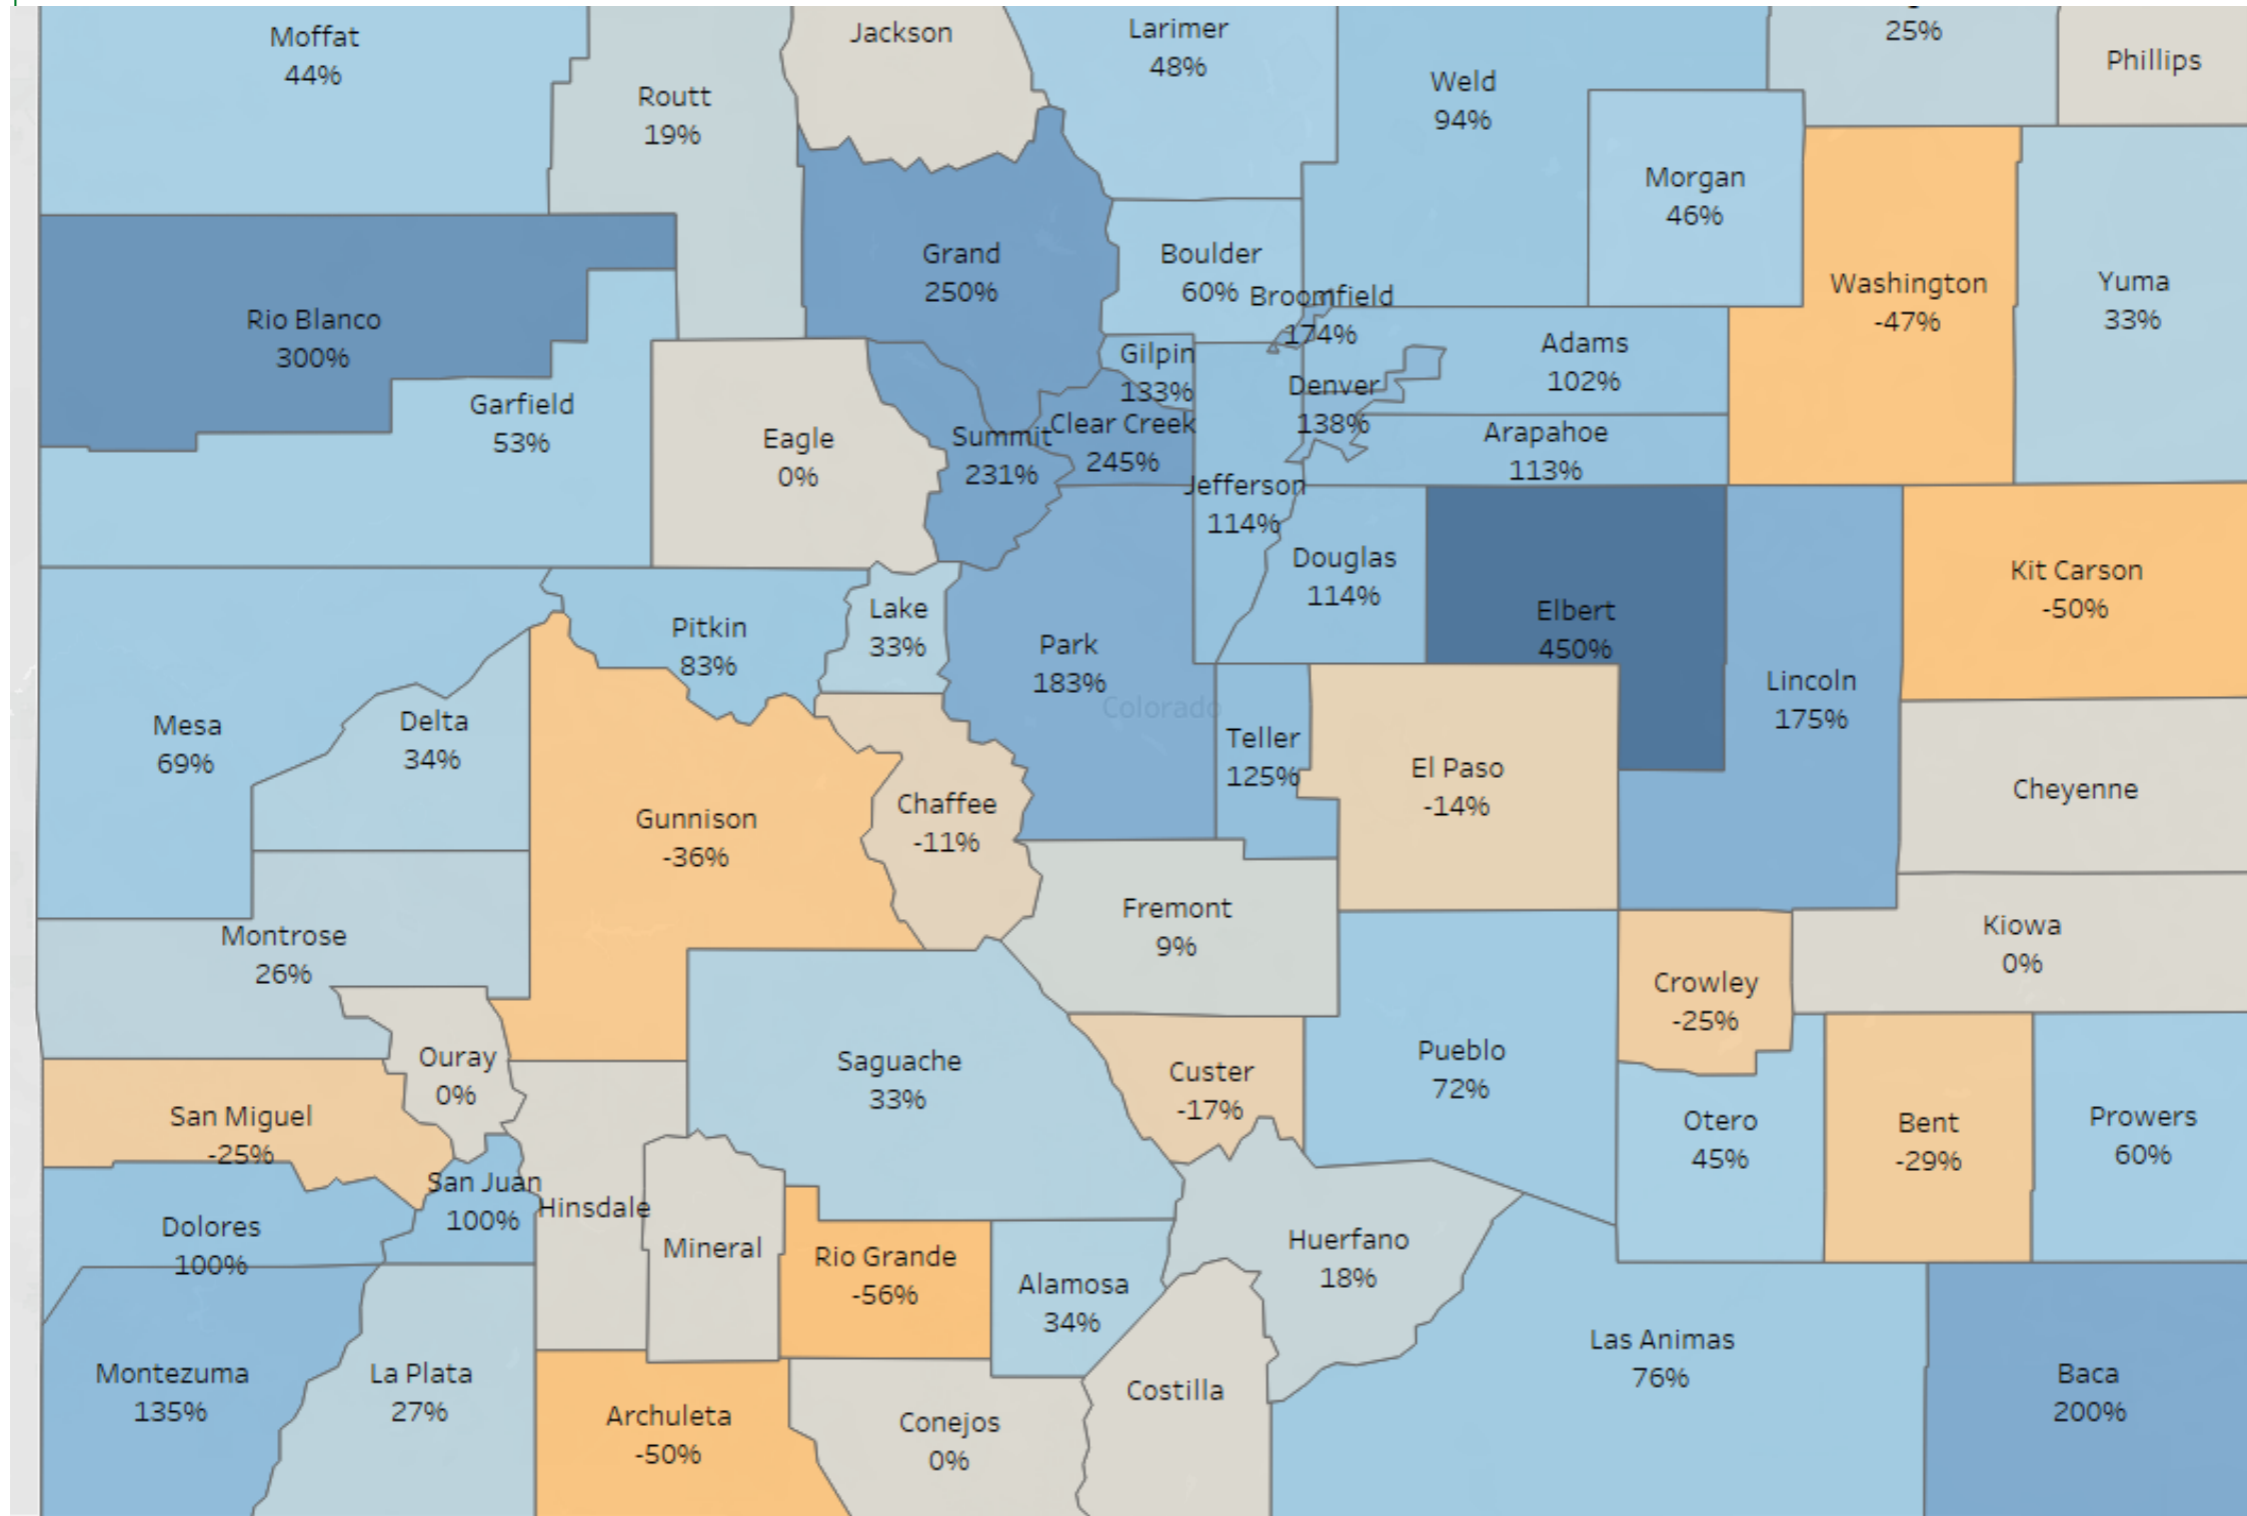 Moffat
44%
Routt
19%
Jackson
Larimer
48%
Weld
94%
25%
Phillips
Morgan
46%
Washington
-47%
Yuma
33%
Rio Blanco
300%
Grand
250%
Boulder
60%
Broomfield
174%
Gilpin
133%
Adams
102%
Denver
138%
Garfield
53%
Eagle
0%
Summit
231%
Clear Creek
245%
Arapahoe
113%
Jefferson
114%
Douglas
114%
Elbert
450%
Lincoln
175%
Kit Carson
-50%
Pitkin
83%
Lake
33%
Park
183%
Colorado
Mesa
69%
Delta
34%
Gunnison
-36%
Chaffee
-11%
Teller
125%
El Paso
-14%
Cheyenne
Montrose
26%
Fremont
9%
Kiowa
0%
Crowley
-25%
Ouray
0%
Saguache
33%
Custer
-17%
Pueblo
72%
San Miguel
-25%
Otero
45%
Bent
-29%
Prowers
60%
San Juan
100%
Hinsdale
Dolores
100%
Mineral
Rio Grande
-56%
Alamosa
34%
Huerfano
18%
Montezuma
135%
La Plata
27%
Archuleta
-50%
Conejos
0%
Costilla
Las Animas
76%
Baca
200%